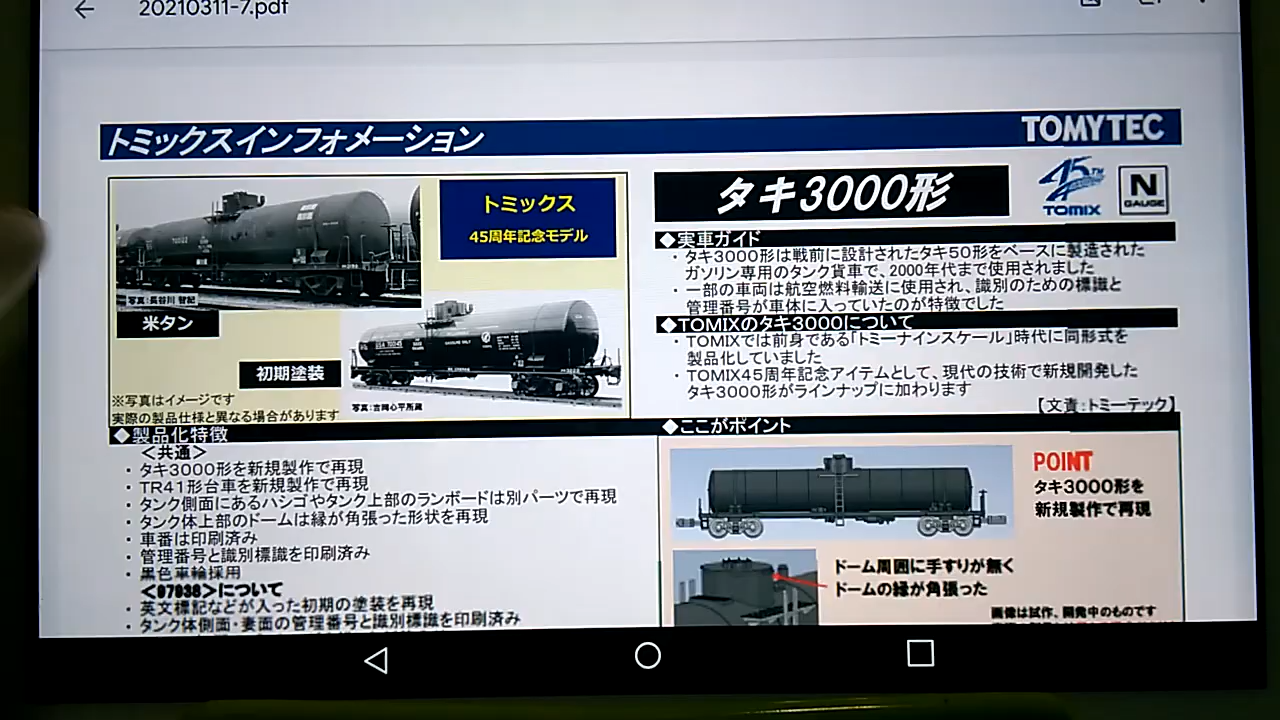 20210311-7.pdf
トミックスインフォメーション
TOMYTEC
トミックス
45周年記念モデル
写真:長谷川 智紀
米タン
初期塗装
写真:吉岡心平所蔵
※写真はイメージです
実際の製品仕様と異なる場合があります
タキ3000形
45TH
TOMIX
N
GAUGE
◆実車ガイド
・タキ3000形は戦前に設計されたタキ50形をベースに製造された
ガソリン専用のタンク貨車で、2000年代まで使用されました
・一部の車両は航空燃料輸送に使用され、識別のための標識と
管理番号が車体に入っていたのが特徴でした
◆TOMIXのタキ3000について
・TOMIXでは前身である「トミーナインスケール」時代に同形式を
製品化していました
・TOMIX45周年記念アイテムとして、現代の技術で新規開発した
タキ3000形がラインナップに加わります
【文責:トミーテック】
◆製品化特徴
<共通>
・タキ3000形を新規製作で再現
・TR41形台車を新規製作で再現
・タンク側面にあるハシゴやタンク上部のランボードは別パーツで再現
・タンク体上部のドームは縁が角張った形状を再現
・車番は印刷済み
・管理番号と識別標識を印刷済み
・黒色車輪採用
<97936>について
・英文標記などが入った初期の塗装を再現
・タンク体側面・妻面の管理番号と識別標識を印刷済み
◆ここがポイント
POINT
タキ3000形を
新規製作で再現
ドーム周囲に手すりが無く
ドームの縁が角張った
画像は試作、開発中のものです